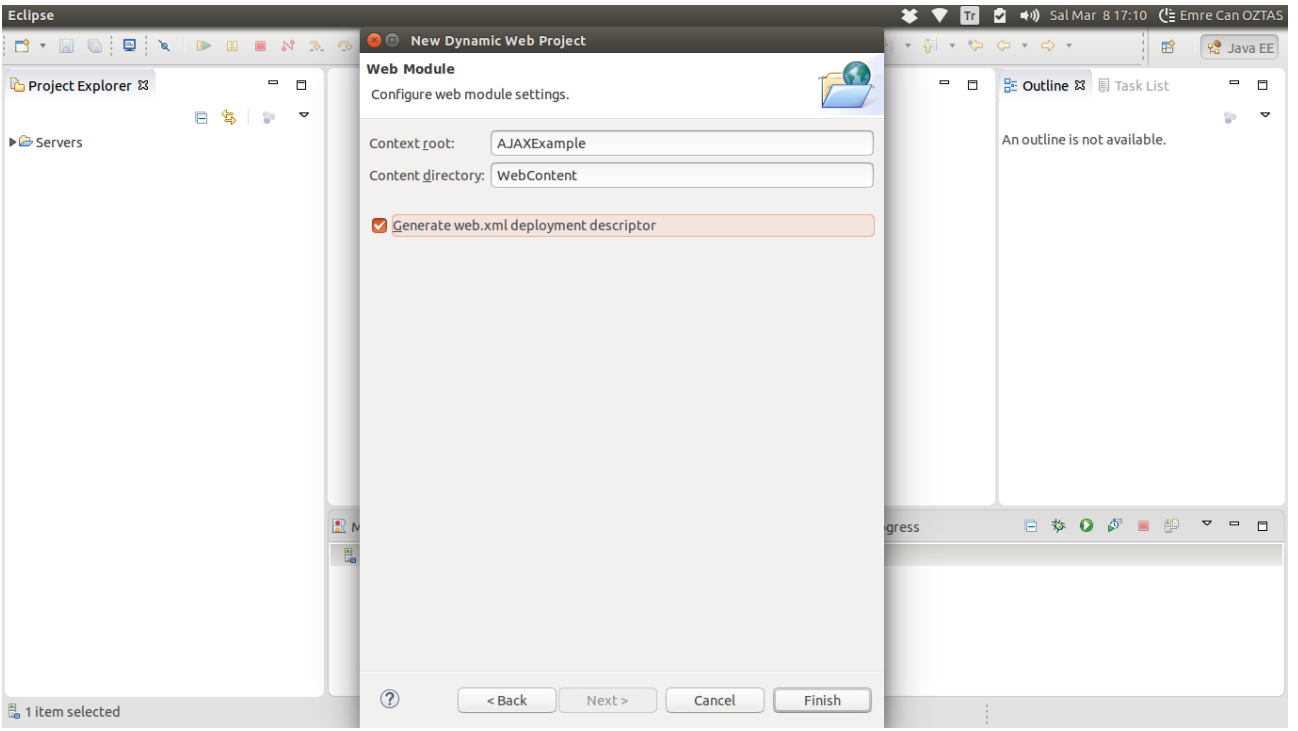 Eclipse
Tr
Sal Mar 8 17:10
Emre Can OZTAS
New Dynamic Web Project
Java EE
Project Explorer
Servers
Web Module
Configure web module settings.
Context root:
AJAXExample
Content directory:
WebContent
Generate web.xml deployment descriptor
Outline
Task List
An outline is not available.
M
gress
?
< Back
Next >
Cancel
Finish
1 item selected